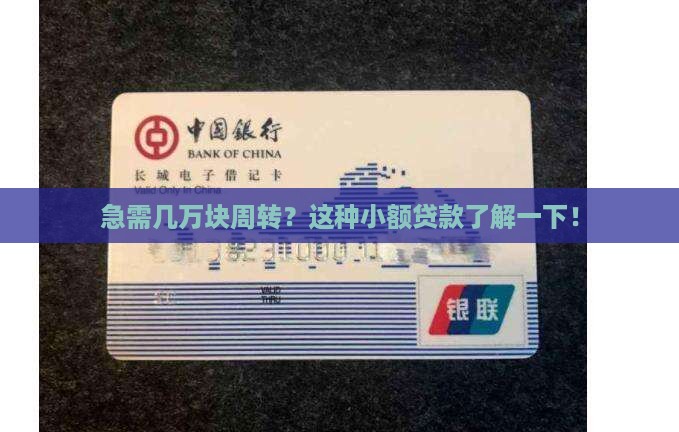 中国銀行
BANK OF CHINA
长城电子借记卡
Valid Only In China
急需几万块周转？这种小额贷款了解一下！
VALID
THRU
银联